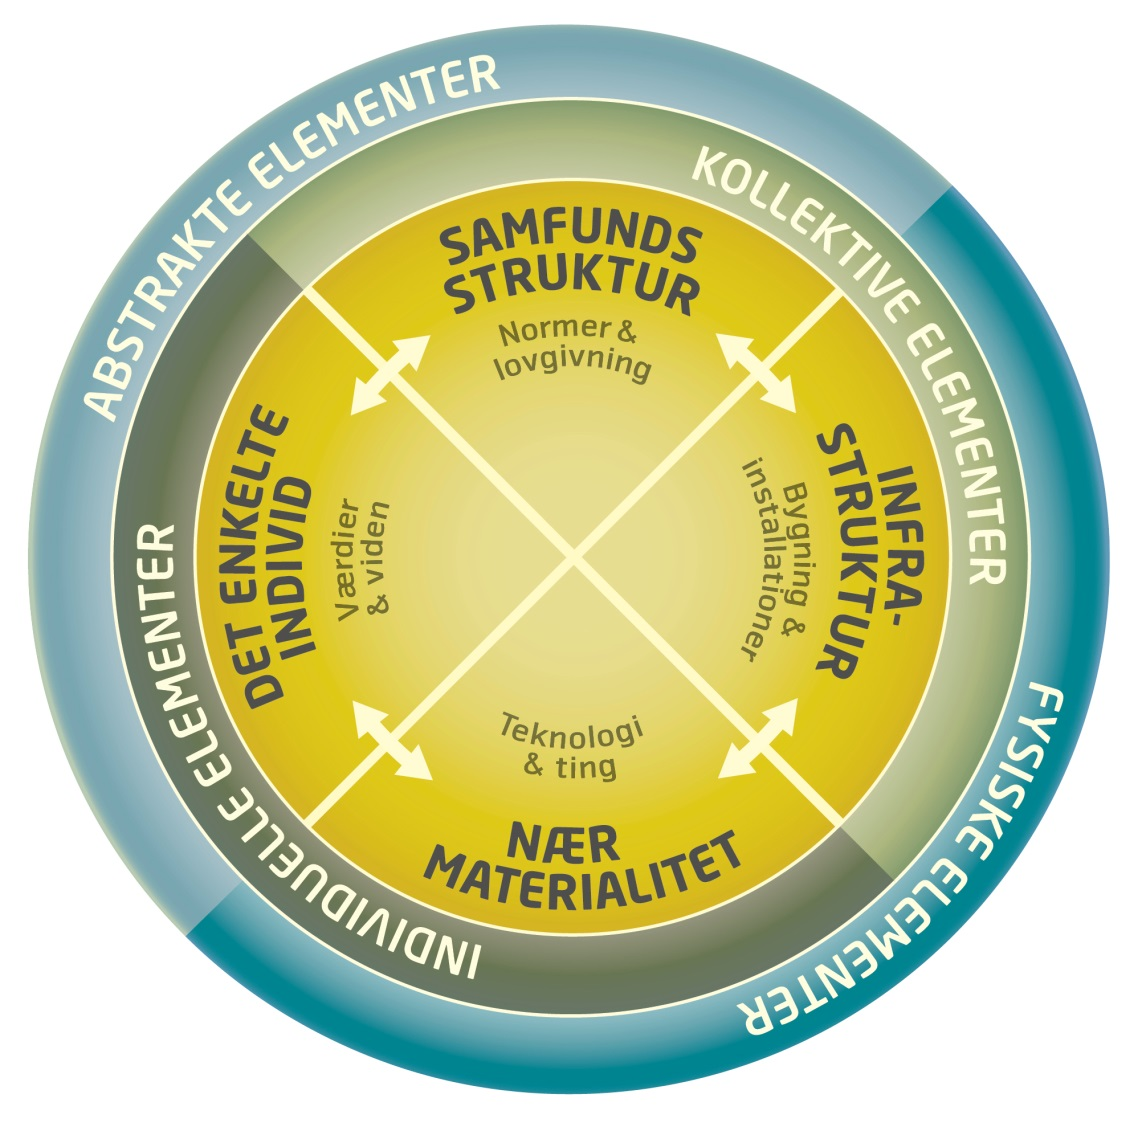 ABSTRAKTE ELEMENTER
KOLLEKTIVE ELEMENTER
SAMFUNDS
STRUKTUR
Normer &
lovgivning
DET ENKELTE
INDIVID
Værdier
& viden
INFRA-
STRUKTUR
Bygning &
installationer
Teknologi
& ting
NÆR
MATERIALITET
INDIVIDUELLE ELEMENTER
FYSISKE ELEMENTER